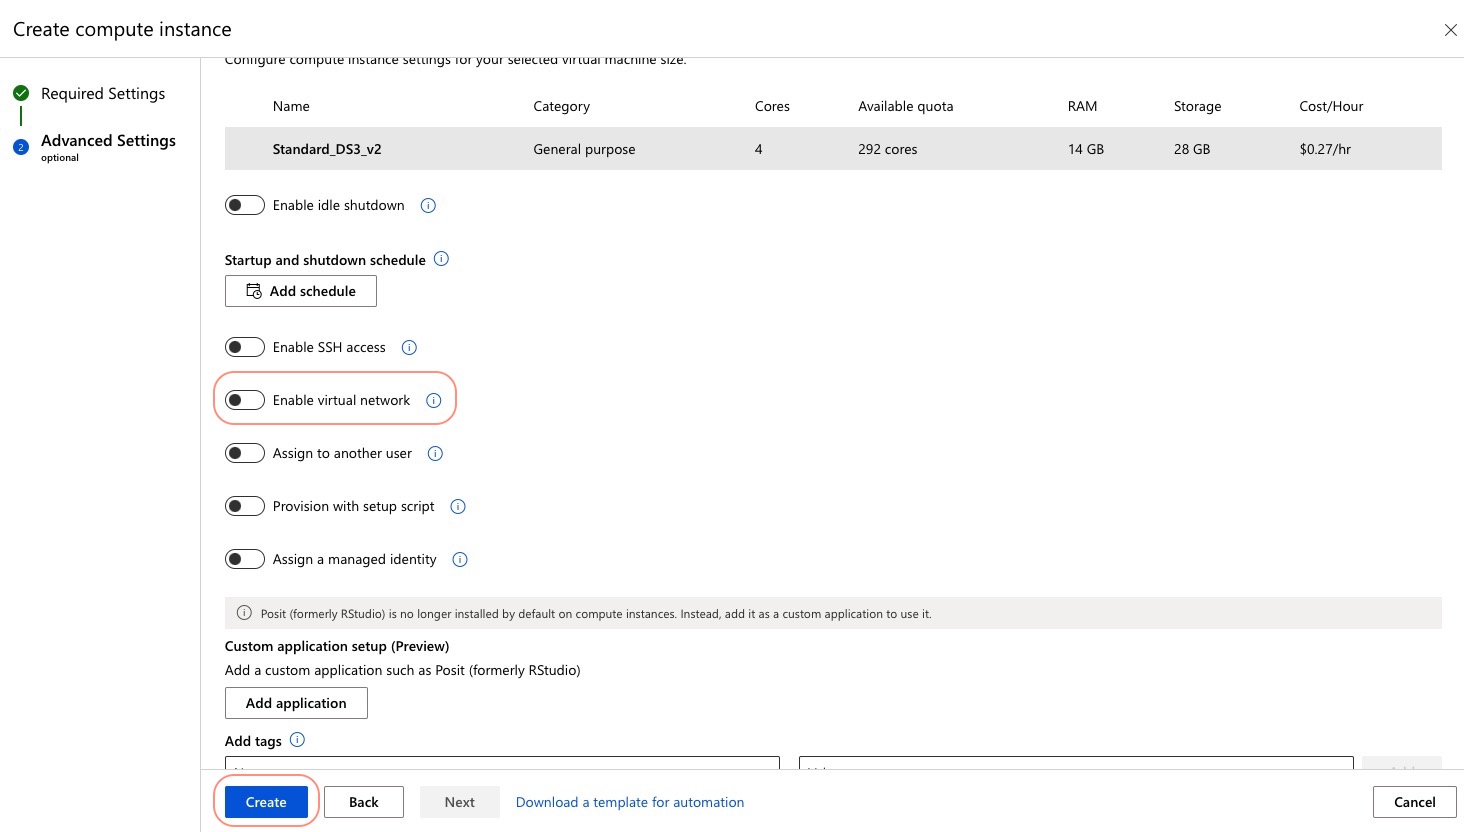 Create compute instance
Required Settings
2 Advanced Settings
optional
Configure compute instance settings for your selected virtual machine size.
Name Category Cores Available quota RAM Storage Cost/Hour
Standard_DS3_v2 General purpose 4 292 cores 14 GB 28 GB $0.27/hr
Enable idle shutdown
Startup and shutdown schedule
Add schedule
Enable SSH access
Enable virtual network
Assign to another user
Provision with setup script
Assign a managed identity
Posit (formerly RStudio) is no longer installed by default on compute instances. Instead, add it as a custom application to use it.
Custom application setup (Preview)
Add a custom application such as Posit (formerly RStudio)
Add application
Add tags
Create Back Next Download a template for automation Cancel